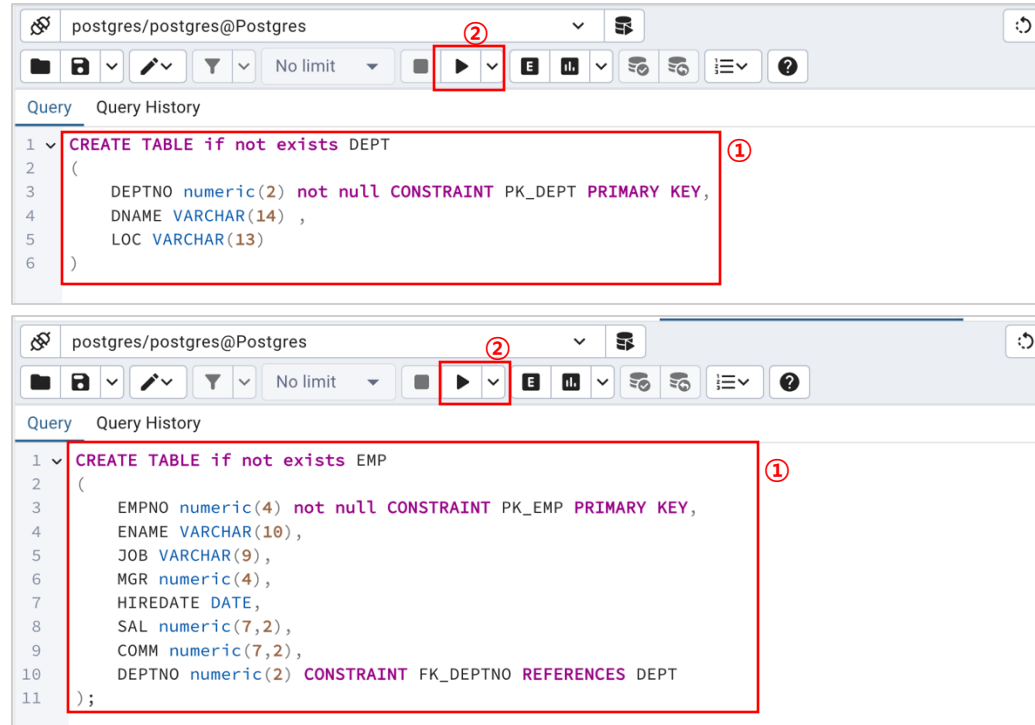 postgres/postgres@Postgres
②
No limit
Query Query History
1 CREATE TABLE if not exists DEPT
①
2 (
3 DEPTNO numeric(2) not null CONSTRAINT PK_DEPT PRIMARY KEY,
4 DNAME VARCHAR(14) ,
5 LOC VARCHAR(13)
6 )
postgres/postgres@Postgres
②
No limit
Query Query History
1 CREATE TABLE if not exists EMP
①
2 (
3 EMPNO numeric(4) not null CONSTRAINT PK_EMP PRIMARY KEY,
4 ENAME VARCHAR(10),
5 JOB VARCHAR(9),
6 MGR numeric(4),
7 HIREDATE DATE,
8 SAL numeric(7,2),
9 COMM numeric(7,2),
10 DEPTNO numeric(2) CONSTRAINT FK_DEPTNO REFERENCES DEPT
11 );